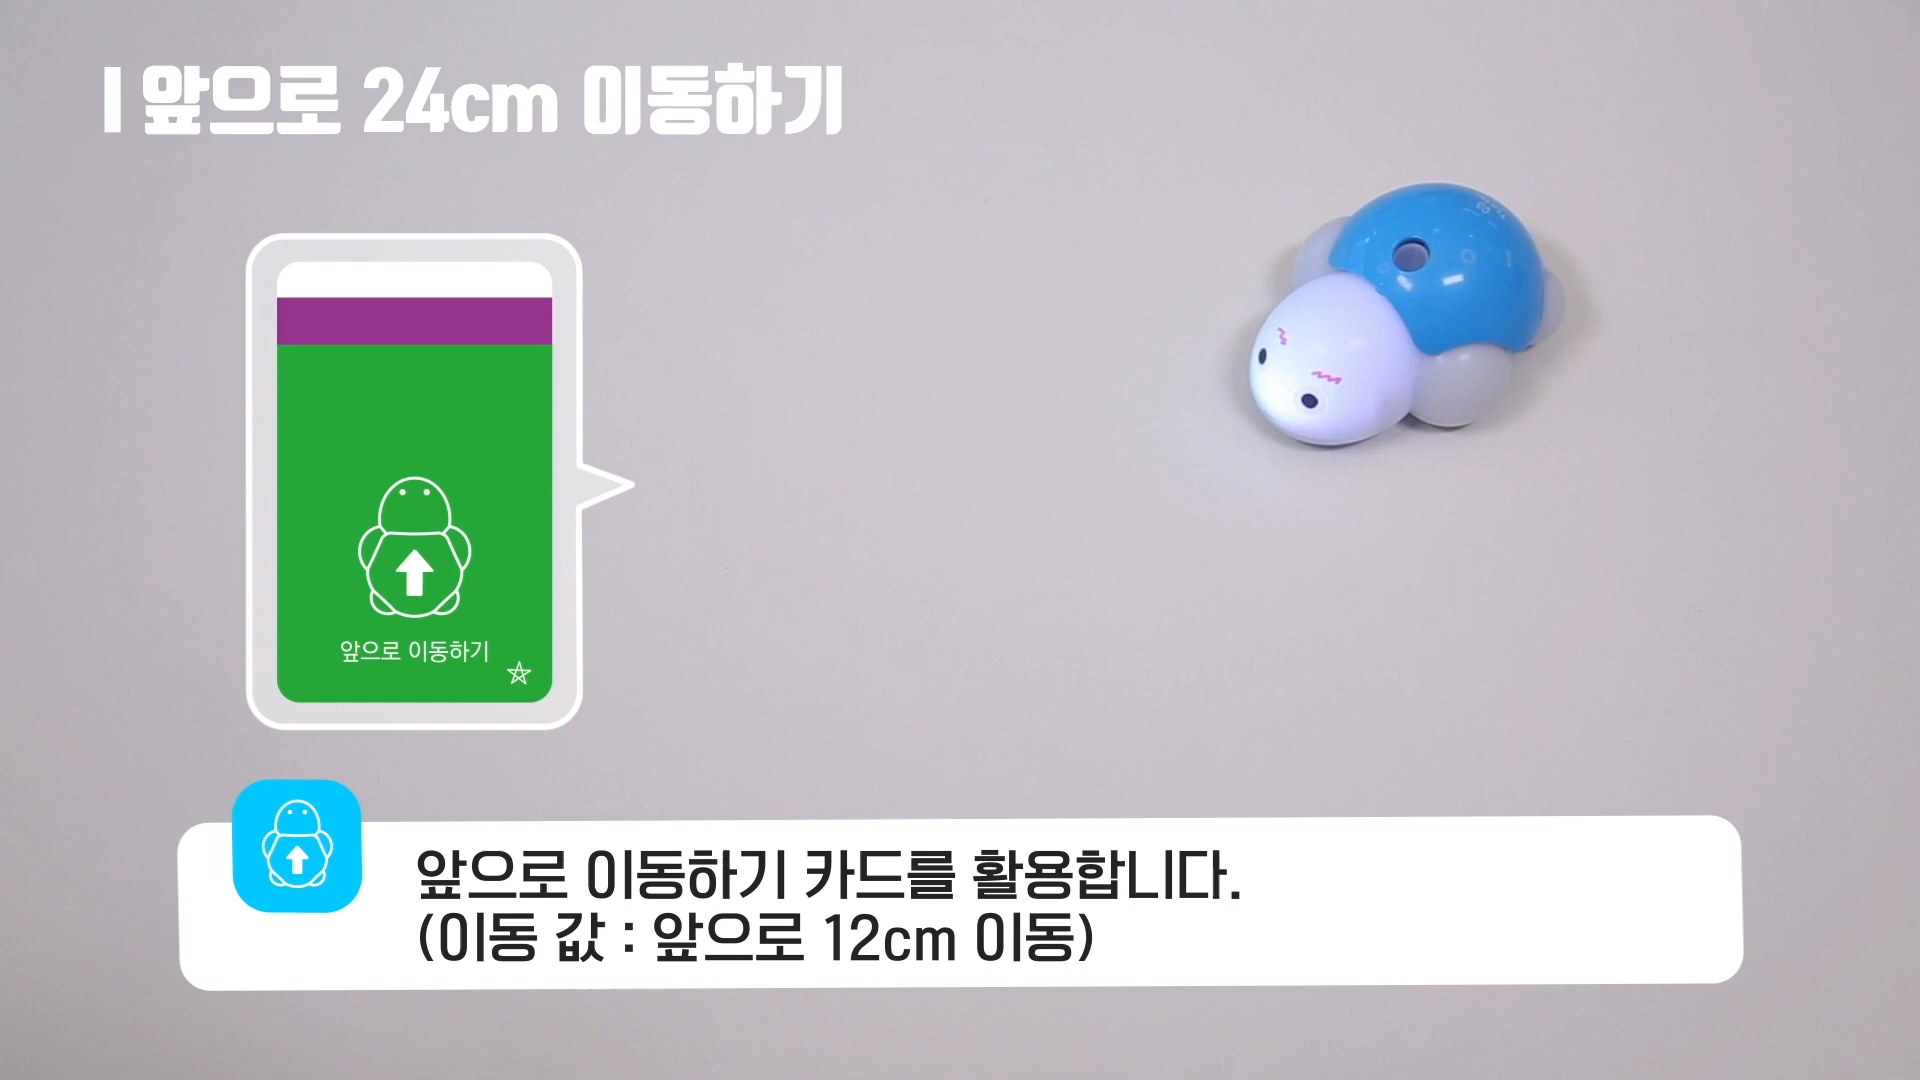 앞으로 24cm 이동하기
앞으로 이동하기
앞으로 이동하기 카드를 활용합니다.
(이동 값 : 앞으로 12cm 이동)